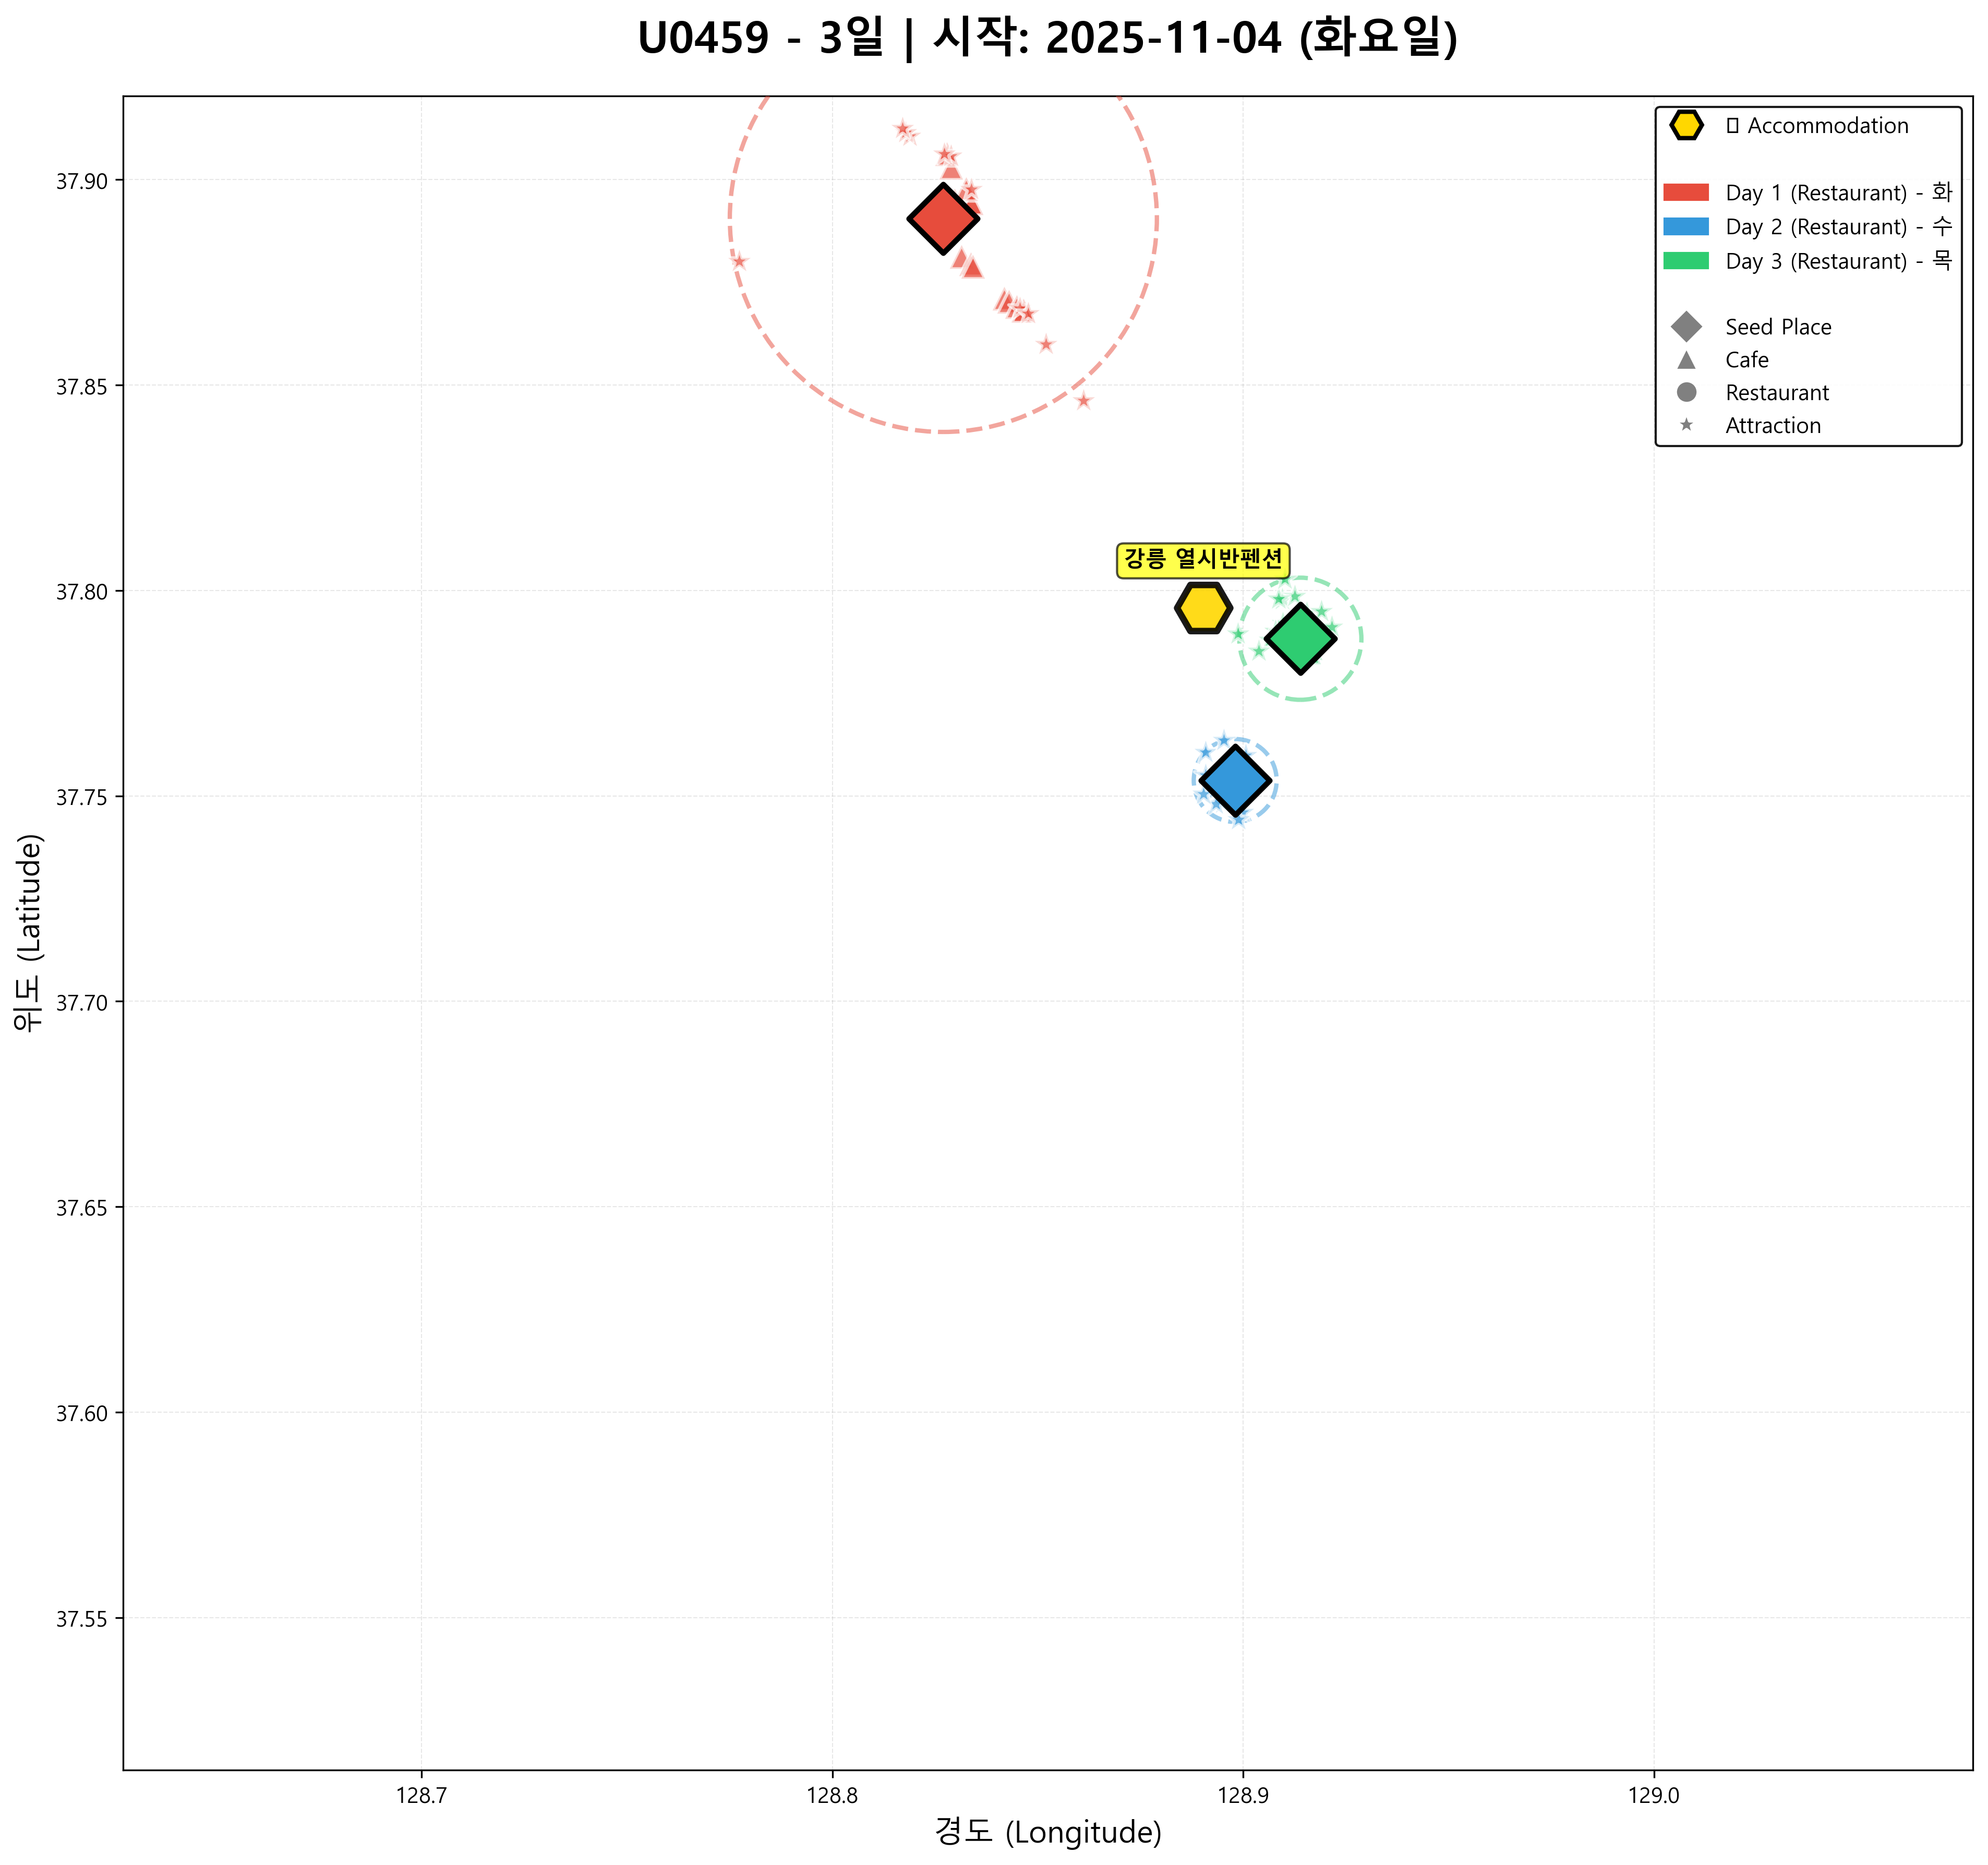 U0459 - 3일 | 시작: 2025-11-04 (화요일)
Accommodation
Day 1 (Restaurant) - 화
Day 2 (Restaurant) - 수
Day 3 (Restaurant) - 목
Seed Place
Cafe
Restaurant
Attraction
강릉 열시반펜션
위도 (Latitude)
37.90
37.85
37.80
37.75
37.70
37.65
37.60
37.55
128.7
128.8
128.9
129.0
경도 (Longitude)